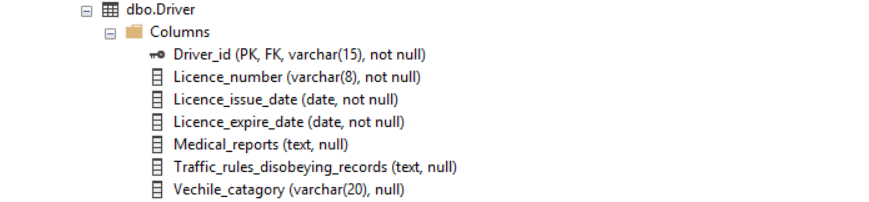 dbo.Driver
Columns
Driver_id (PK, FK, varchar(15), not null)
Licence_number (varchar(8), not null)
Licence_issue_date (date, not null)
Licence_expire_date (date, not null)
Medical_reports (text, null)
Traffic_rules_disobeying_records (text, null)
Vechile_catagory (varchar(20), null)